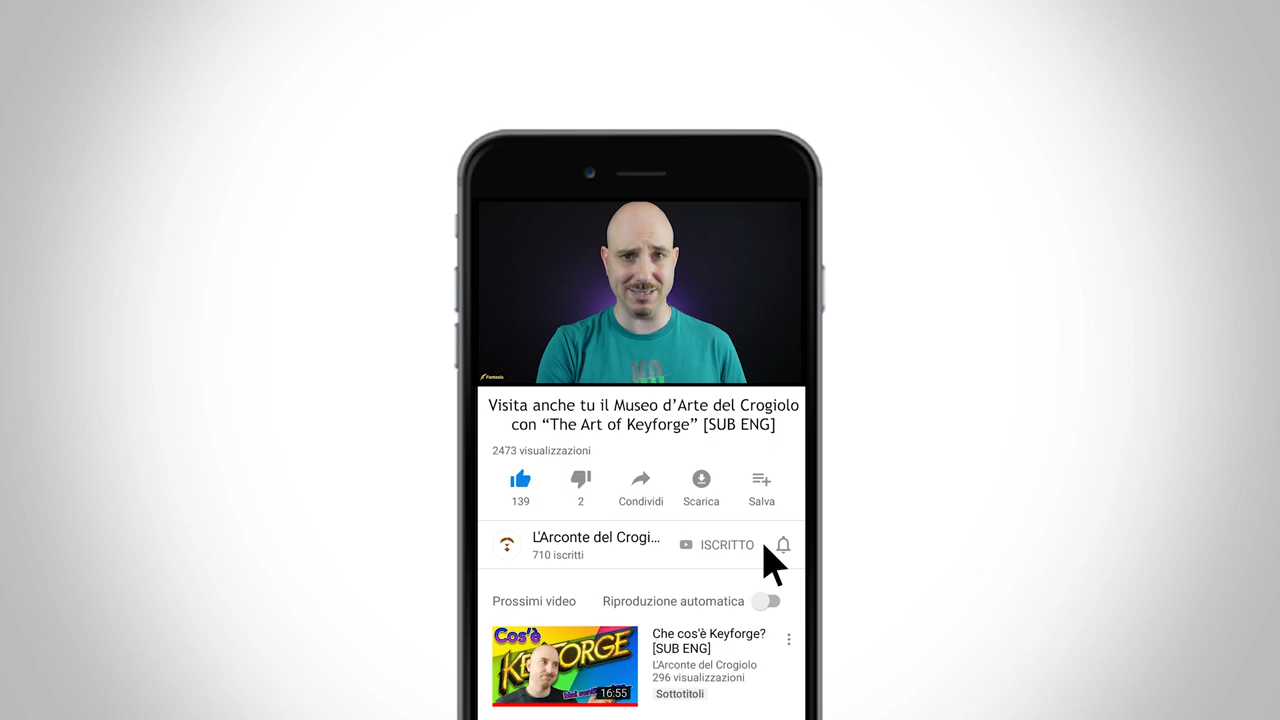 Fantasia
Visita anche tu il Museo d'Arte del Crogiolo
con “The Art of Keyforge” [SUB ENG]
2473 visualizzazioni
139
2
Condividi
Scarica
Salva
L'Arconte del Crogi...
710 iscritti
ISCRITTO
Prossimi video
Riproduzione automatica
Cos'è
KEYFORGE
16:55
Che cos'è Keyforge?
[SUB ENG]
L'Arconte del Crogiolo
296 visualizzazioni
Sottotitoli